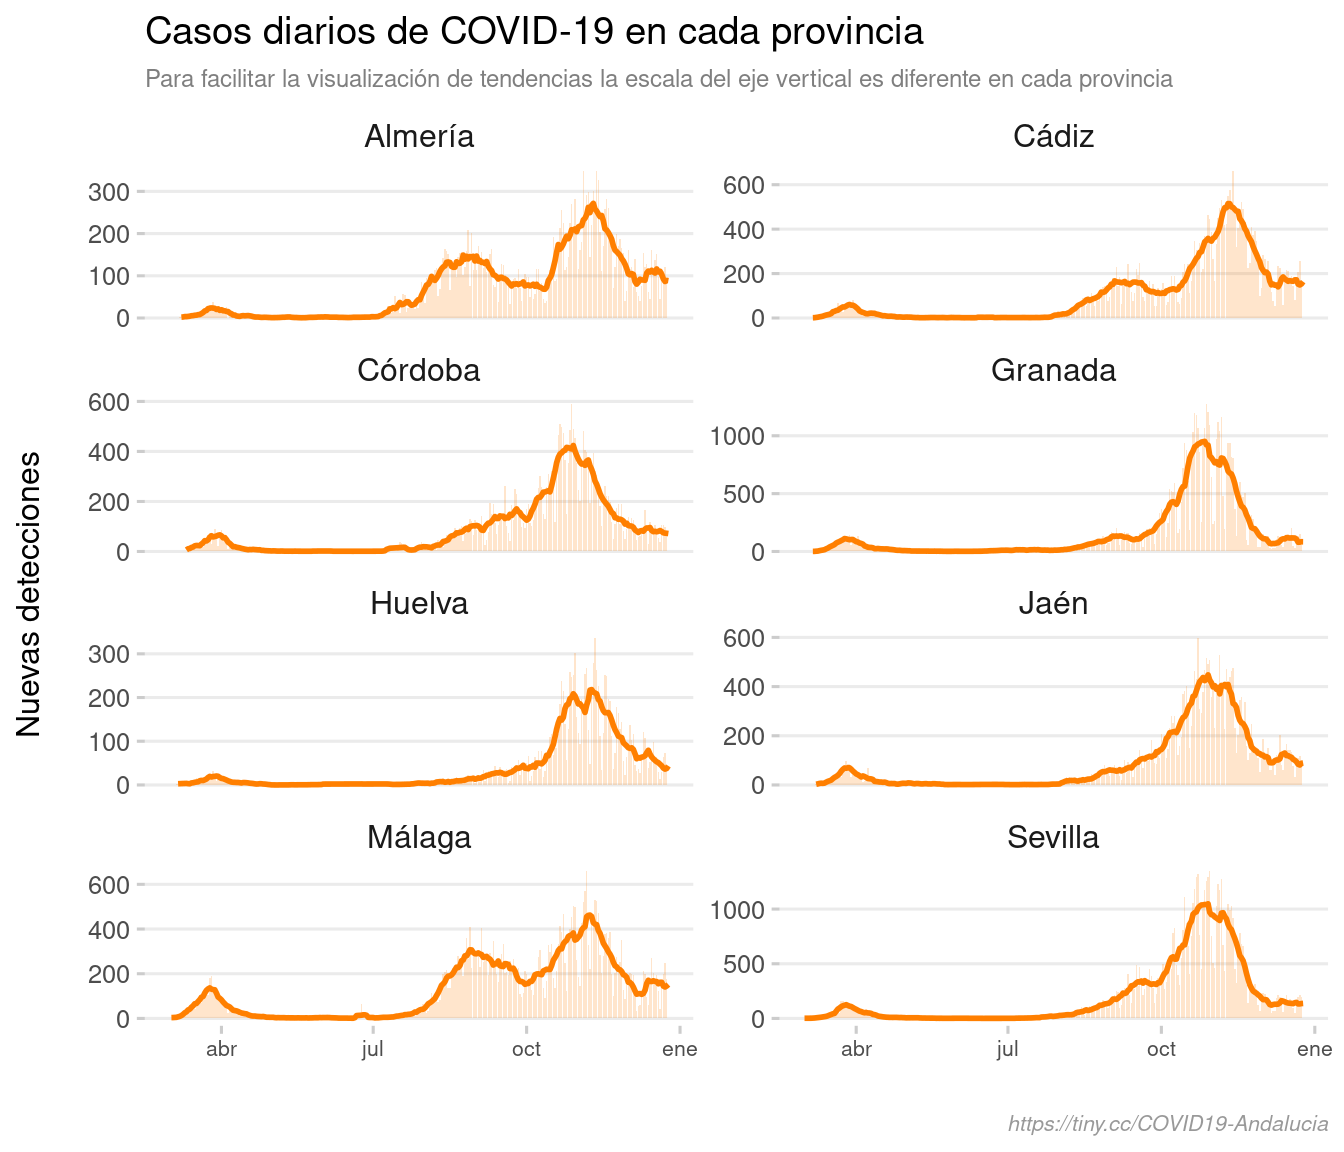 Casos diarios de COVID-19 en cada provincia
Para facilitar la visualización de tendencias la escala del eje vertical es diferente en cada provincia
Nuevas detecciones
Almería
300
200
100
0
Cádiz
600
400
200
0
Córdoba
600
400
200
0
Granada
1000
500
0
Huelva
300
200
100
0
Jaén
600
400
200
0
Málaga
600
400
200
0
abr jul oct ene
Sevilla
1000
500
0
abr jul oct ene
https://tiny.cc/COVID19-Andalucia